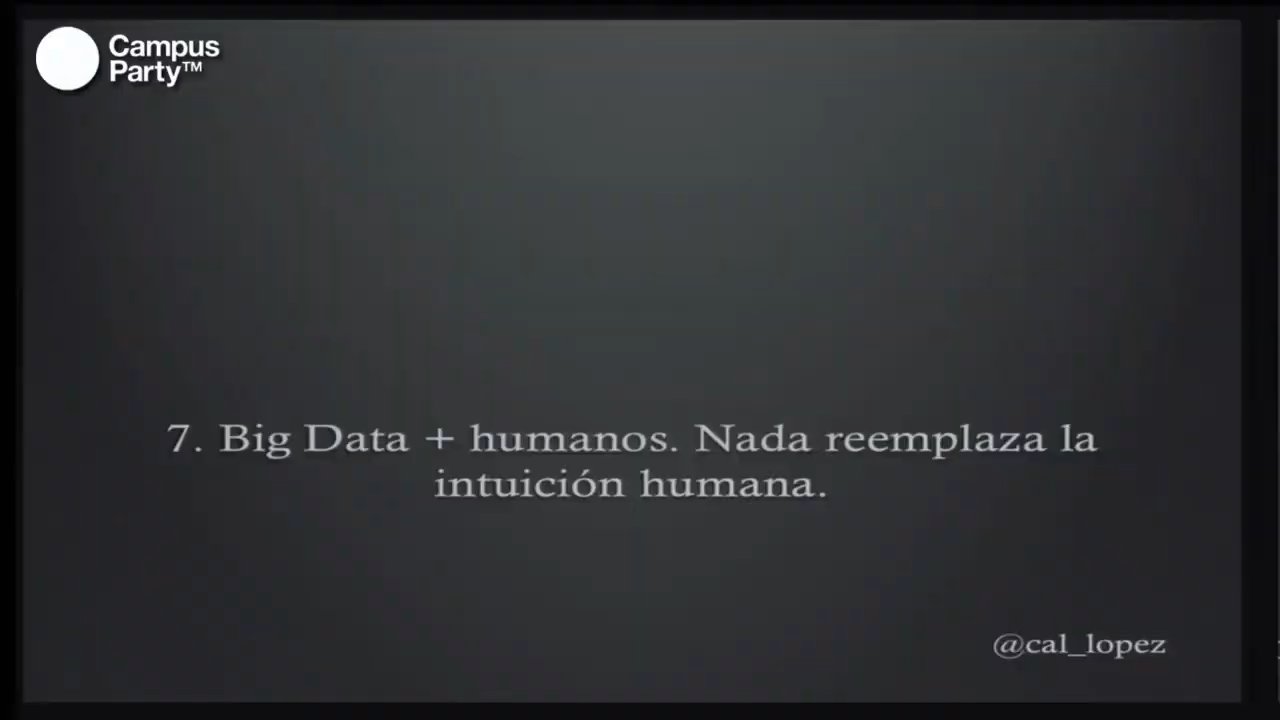 Campus
Party™
7. Big Data + humanos. Nada reemplaza la
intuición humana.
@cal_lopez